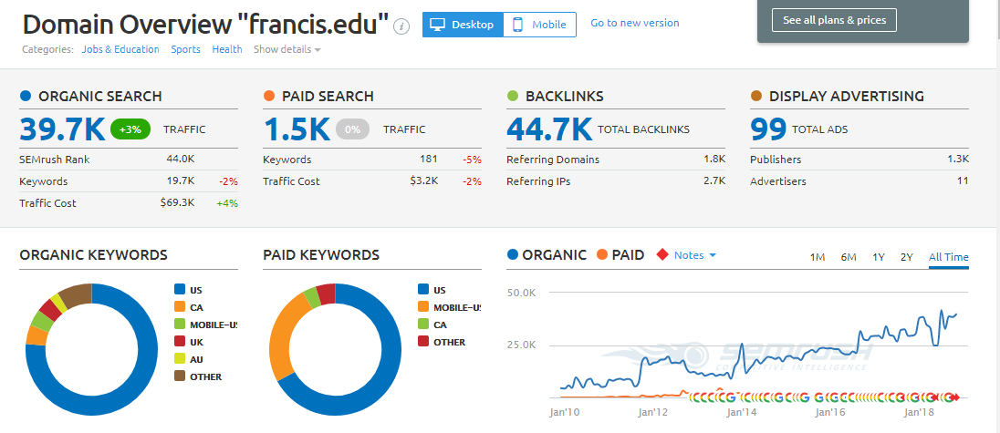 Domain Overview "francis.edu" i
Desktop
Mobile
Go to new version
See all plans & prices
Categories: Jobs & Education Sports Health Show details
ORGANIC SEARCH
39.7K +3% TRAFFIC
SEMrush Rank 44.0K
Keywords 19.7K -2%
Traffic Cost $69.3K +4%
PAID SEARCH
1.5K 0% TRAFFIC
Keywords 181 -5%
Traffic Cost $3.2K -2%
BACKLINKS
44.7K TOTAL BACKLINKS
Referring Domains 1.8K
Referring IPs 2.7K
DISPLAY ADVERTISING
99 TOTAL ADS
Publishers 1.3K
Advertisers 11
ORGANIC KEYWORDS
US
CA
MOBILE-US
UK
AU
OTHER
PAID KEYWORDS
US
MOBILE-US
CA
OTHER
ORGANIC PAID Notes 1M 6M 1Y 2Y All Time
50.0K
25.0K
SEMRUSH
COMPETITIVE INTELLIGENCE
Jan'10 Jan'12 Jan'14 Jan'16 Jan'18